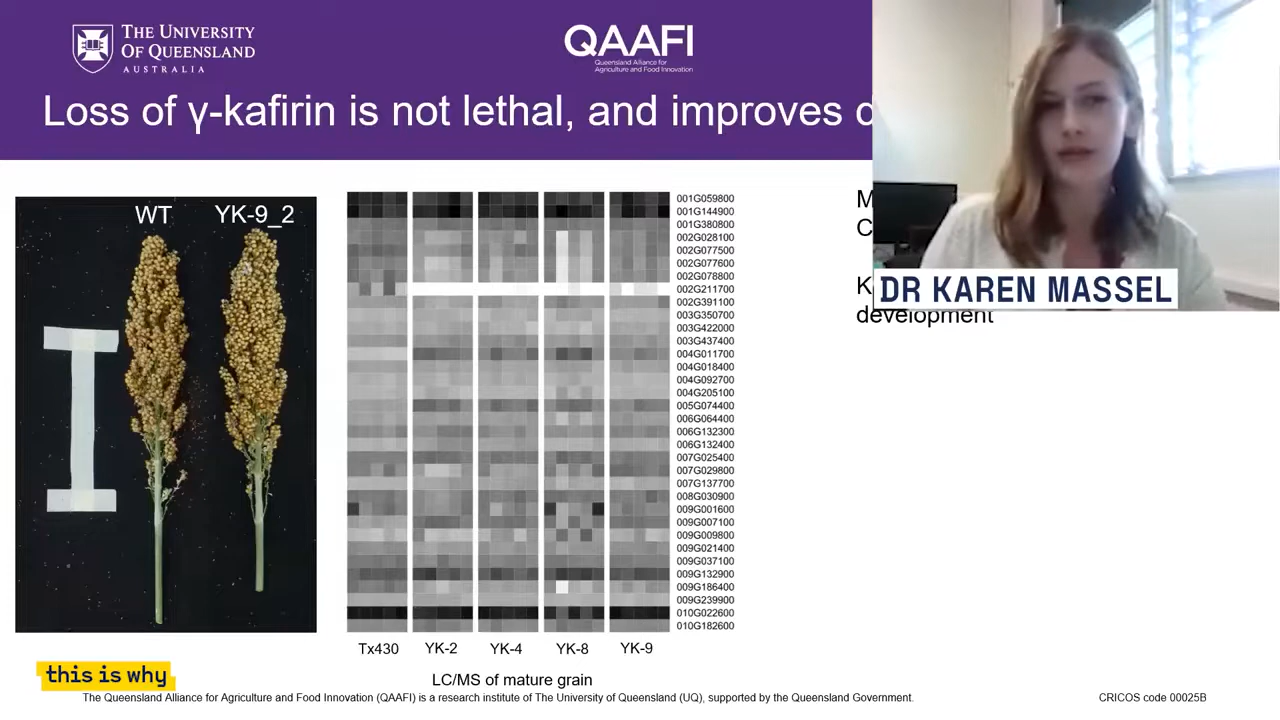 THE UNIVERSITY
OF QUEENSLAND
AUSTRALIA
QAAFI
Queensland Alliance for
Agriculture and Food Innovation
Loss of γ-kafirin is not lethal, and improves
WT
YK-9_2
001G059800
001G144900
001G380800
002G028100
002G077500
002G077600
002G078800
002G211700
002G391100
003G350700
003G422000
003G437400
004G011700
004G018400
004G092700
004G205100
005G074400
006G064400
006G132300
006G132400
007G025400
007G029800
007G137700
008G030900
009G001600
009G007100
009G009800
009G021400
009G037100
009G132900
009G186400
009G239900
010G022600
010G182600
Tx430
YK-2
YK-4
YK-8
YK-9
LC/MS of mature grain
DR KAREN MASSEL
development
this is why
The Queensland Alliance for Agriculture and Food Innovation (QAAFI) is a research institute of The University of Queensland (UQ), supported by the Queensland Government.
CRICOS code 00025B